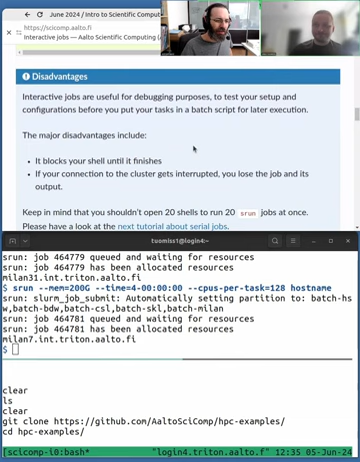 June 2024 / Intro to Scientific Comput
https://scicomp.aalto.fi
Interactive jobs — Aalto Scientific Computing (A
Disadvantages
Interactive jobs are useful for debugging purposes, to test your setup and
configurations before you put your tasks in a batch script for later execution.
The major disadvantages include:
It blocks your shell until it finishes
If your connection to the cluster gets interrupted, you lose the job and its
output.
Keep in mind that you shouldn't open 20 shells to run 20 srun jobs at once.
Please have a look at the next tutorial about serial jobs.
tuomiss1@login4:~
srun: job 464779 queued and waiting for resources
srun: job 464779 has been allocated resources
milan31.int.triton.aalto.fi
$ srun --mem=200G --time=4-00:00:00 --cpus-per-task=128 hostname
srun: slurm_job_submit: Automatically setting partition to: batch-hs
w,batch-bdw,batch-csl,batch-skl,batch-milan
srun: job 464781 queued and waiting for resources
srun: job 464781 has been allocated resources
milan7.int.triton.aalto.fi
$
clear
ls
clear
git clone https://github.com/AaltoSciComp/hpc-examples/
cd hpc-examples/
[scicomp-i0:bash* "login4.triton.aalto.f" 12:35 05-Jun-24